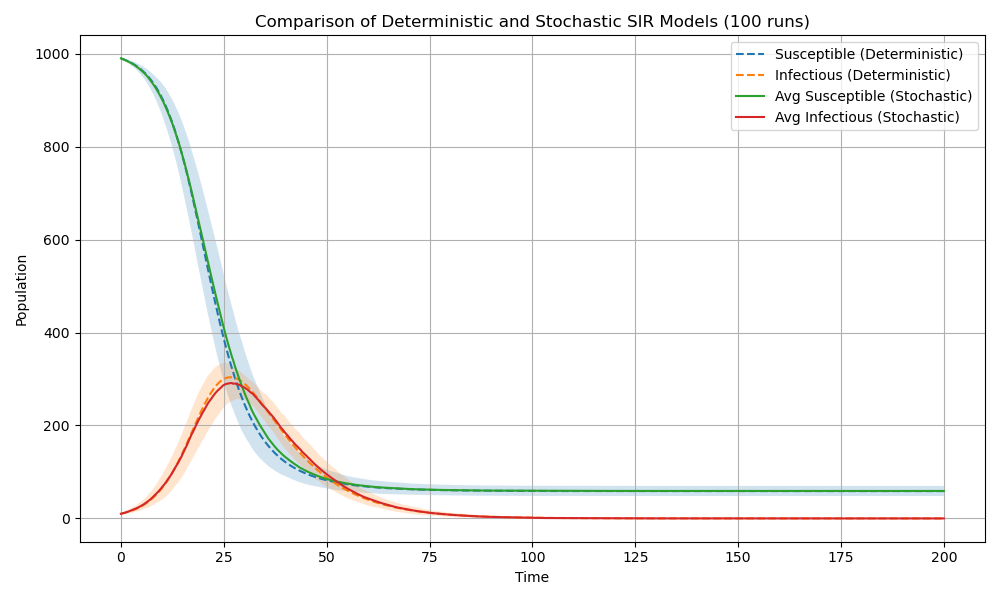 Comparison of Deterministic and Stochastic SIR Models (100 runs)
Susceptible (Deterministic)
Infectious (Deterministic)
Avg Susceptible (Stochastic)
Avg Infectious (Stochastic)
Population
1000
800
600
400
200
0
0 25 50 75 100 125 150 175 200
Time